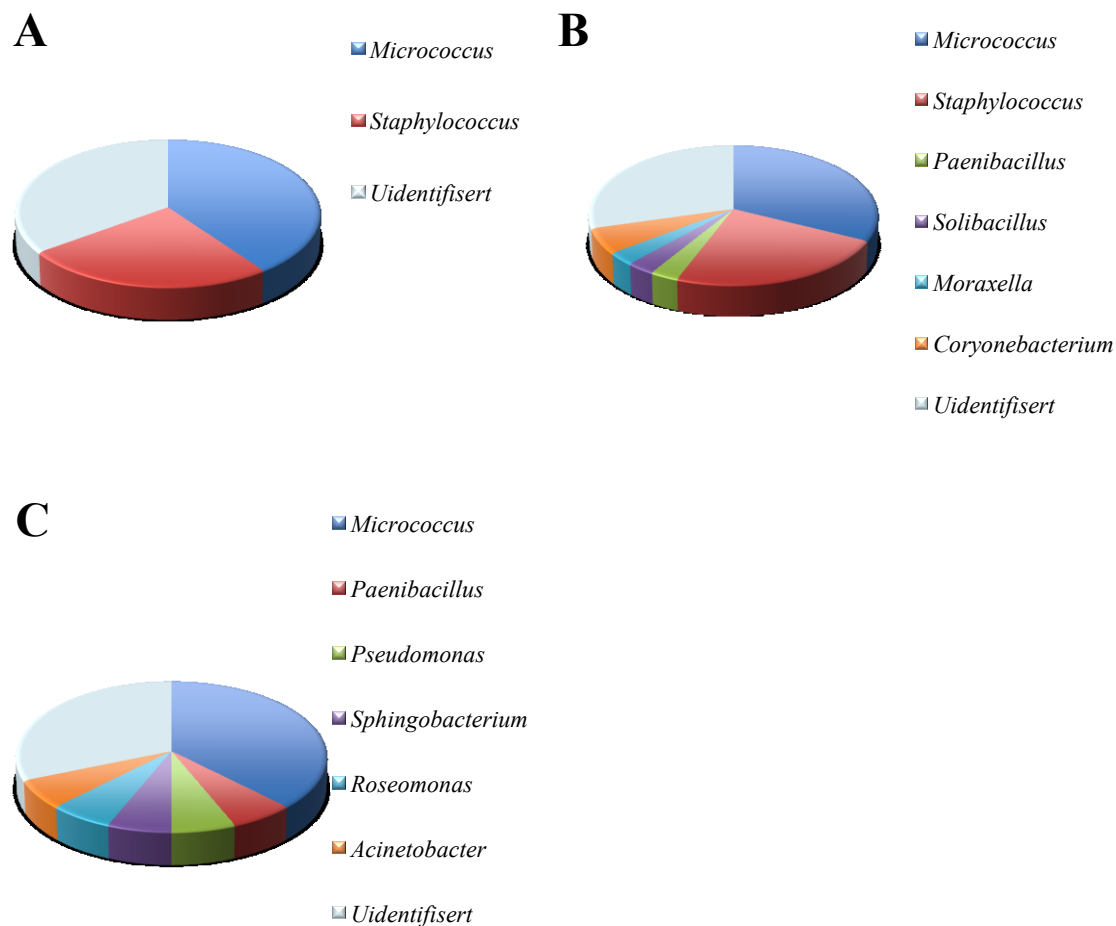 A
Micrococcus
Staphylococcus
Uidentifisert
B
Micrococcus
Staphylococcus
Paenibacillus
Solibacillus
Moraxella
Coryonebacterium
Uidentifisert
C
Micrococcus
Paenibacillus
Pseudomonas
Sphingobacterium
Roseomonas
Acinetobacter
Uidentifisert